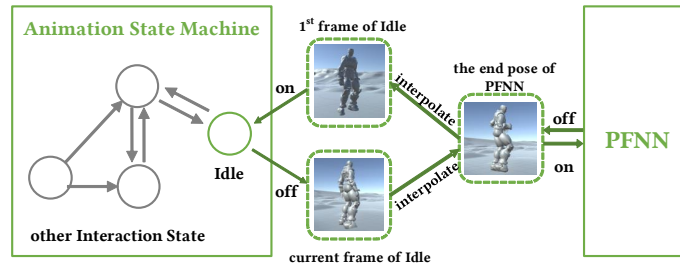 Animation State Machine
1st frame of Idle
the end pose of
PFNN
on
interpolate
off
PFNN
Idle
off
interpolate
on
other Interaction State
current frame of Idle